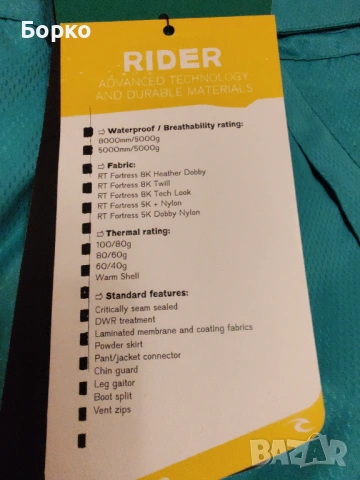 Борко
RIDER
ADVANCED TECHNOLOGY
AND DURABLE MATERIALS
⇨ Waterproof / Breathability rating:
8000mm/5000g
5000mm/5000g
⇨ Fabric:
RT Fortress 8K Heather Dobby
RT Fortress 8K Twill
RT Fortress 8K Tech Look
RT Fortress 5K + Nylon
RT Fortress 5K Dobby Nylon
⇨ Thermal rating:
100/80g
80/60g
60/40g
Warm Shell
⇨ Standard features:
Critically seam sealed
DWR treatment
Laminated membrane and coating fabrics
Powder skirt
Pant/jacket connector
Chin guard
Leg gaitor
Boot split
Vent zips
BAZAR